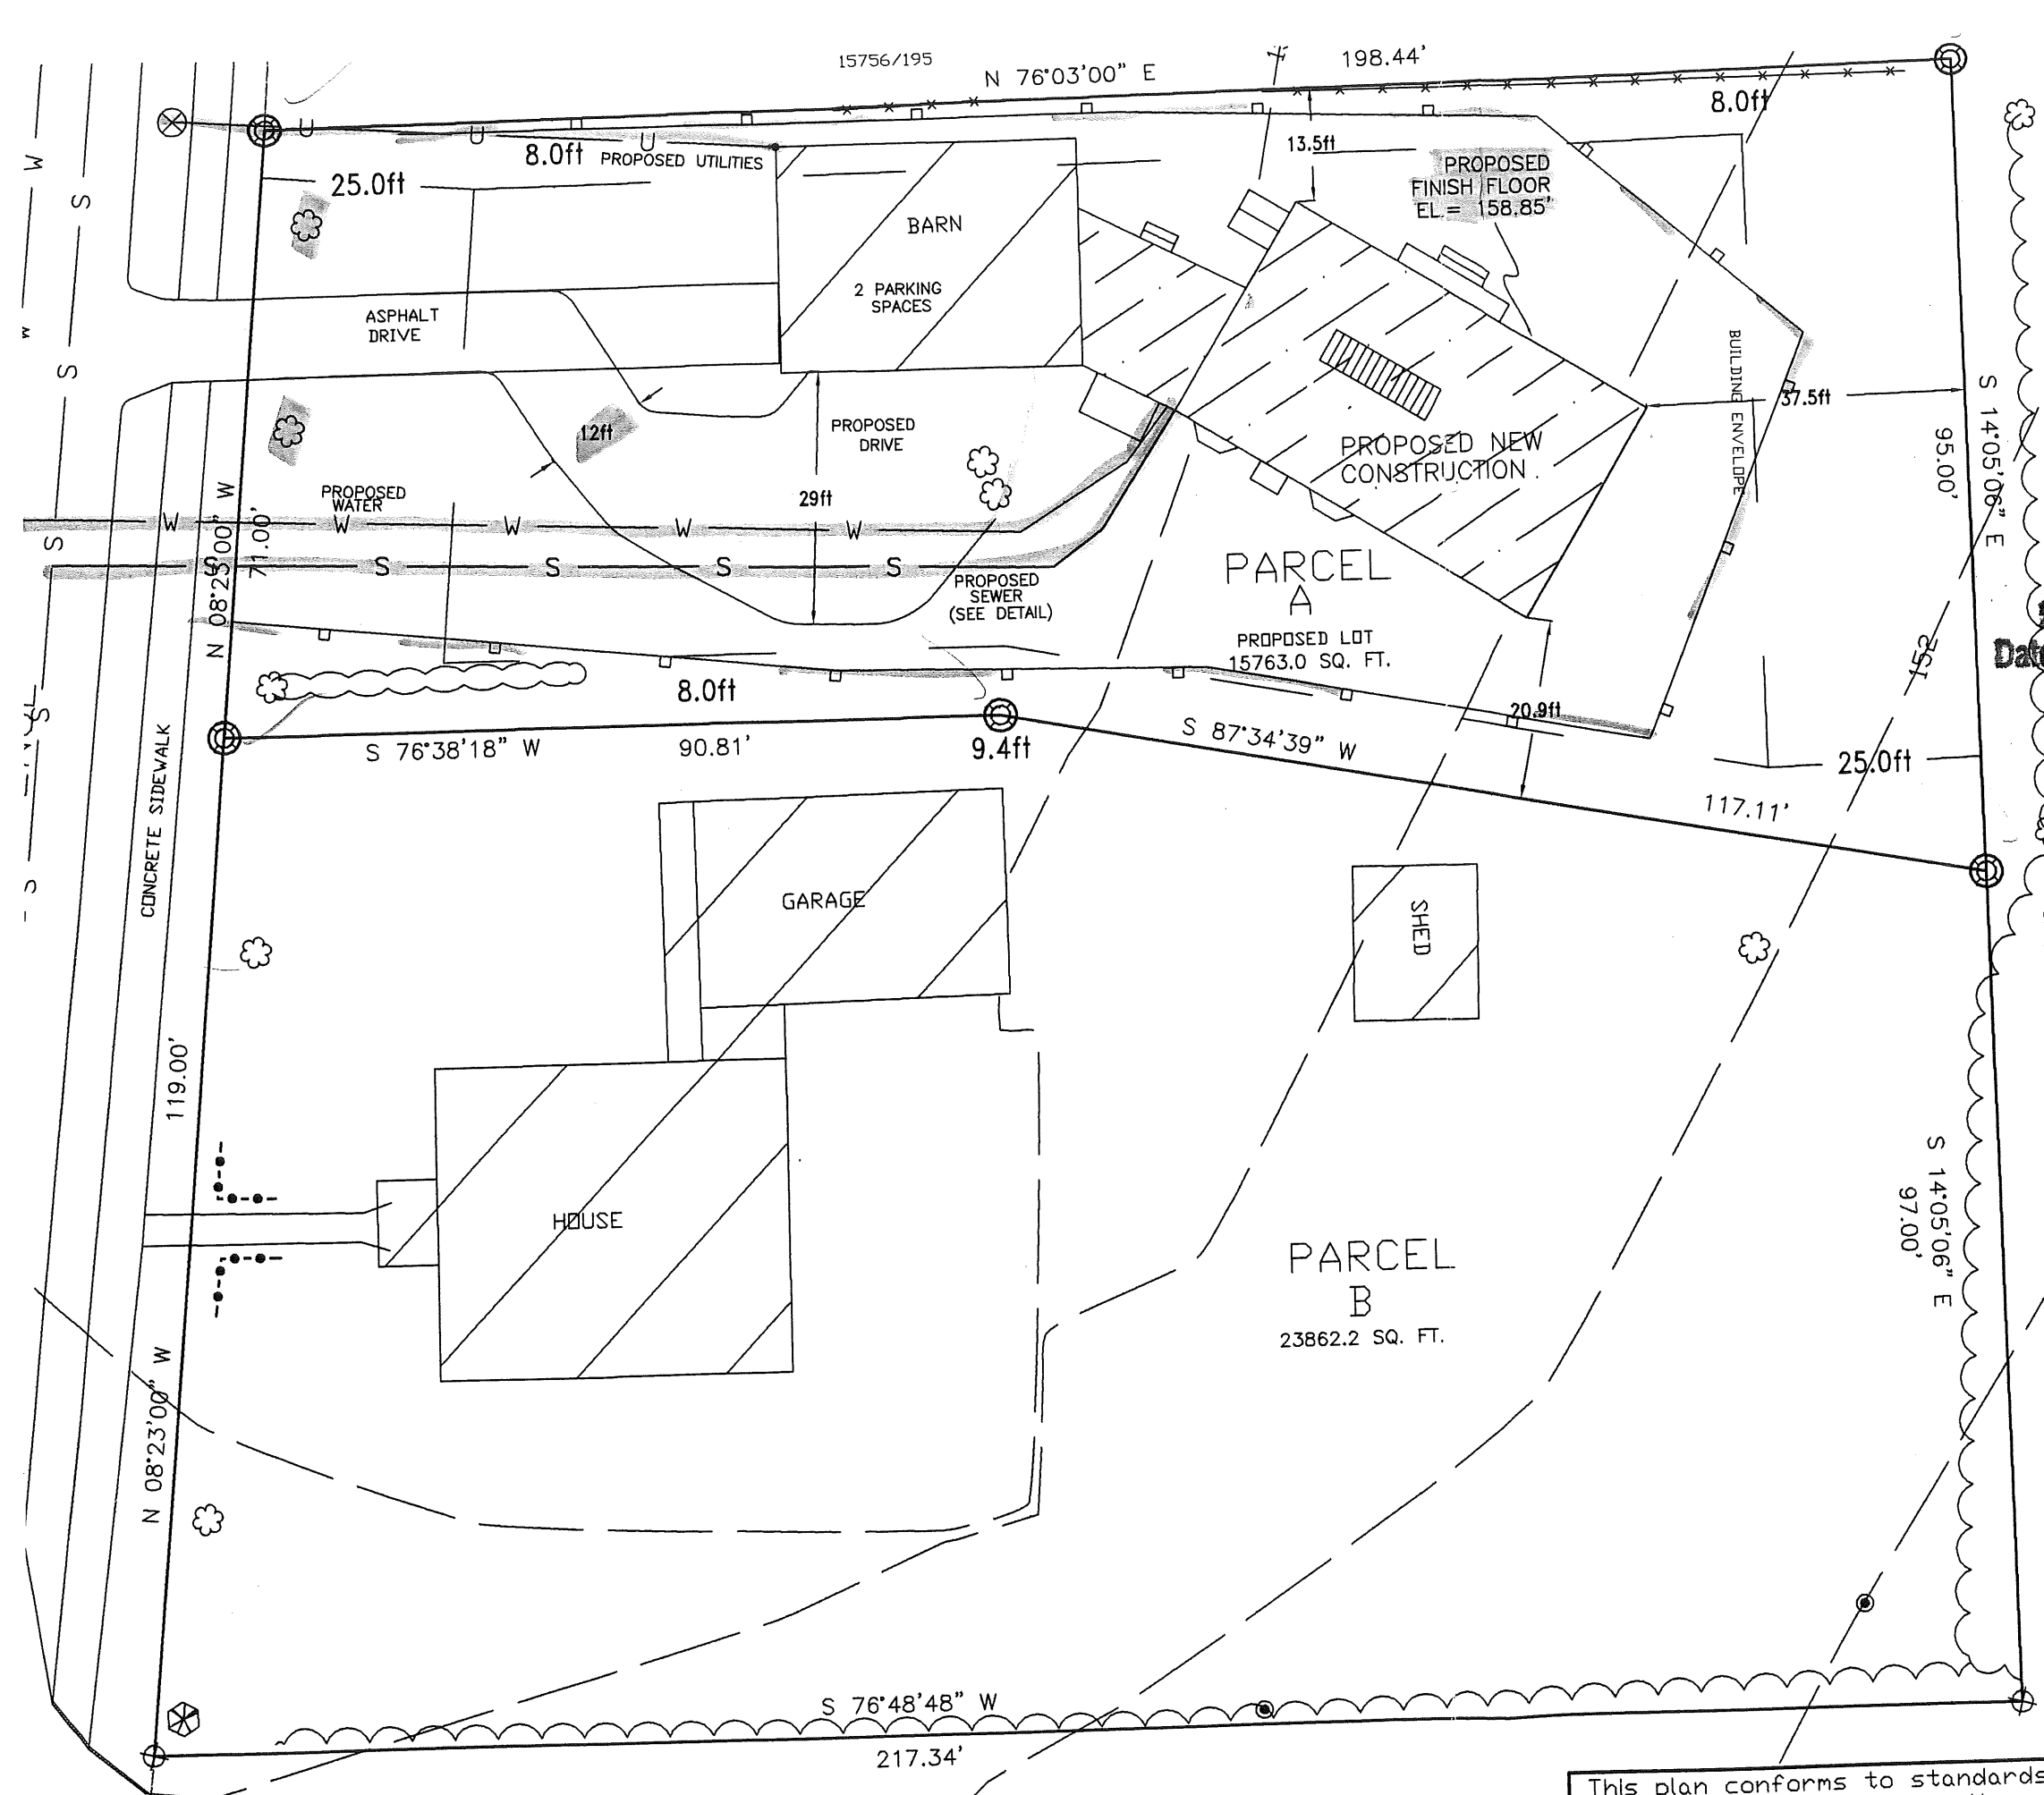 15756/195
N 76°03'00" E
198.44'
8.0ft
13.5ft
U
U
U
8.0ft
PROPOSED UTILITIES
25.0ft
PROPOSED
FINISH FLOOR
EL.= 158.85'
W
S
BARN
2 PARKING
SPACES
ASPHALT
DRIVE
W
S
BUILDING ENVELOPE
37.5ft
S 14°05'06" E
95.00'
12ft
PROPOSED
DRIVE
PROPOSED NEW
CONSTRUCTION
PROPOSED
WATER
29ft
W
W
W
W
W
S
S
S
S
S
S
N 08°23'00" W
71.00'
PROPOSED
SEWER
(SEE DETAIL)
PARCEL
A
PROPOSED LOT
15763.0 SQ. FT.
152
Date
8.0ft
20.9ft
S
S 76°38'18" W
90.81'
9.4ft
S 87°34'39" W
25.0ft
117.11'
CONCRETE SIDEWALK
S
GARAGE
SHED
119.00'
HOUSE
PARCEL
B
23862.2 SQ. FT.
S 14°05'06" E
97.00'
N 08°23'00" W
S 76°48'48" W
217.34'
This plan conforms to standards